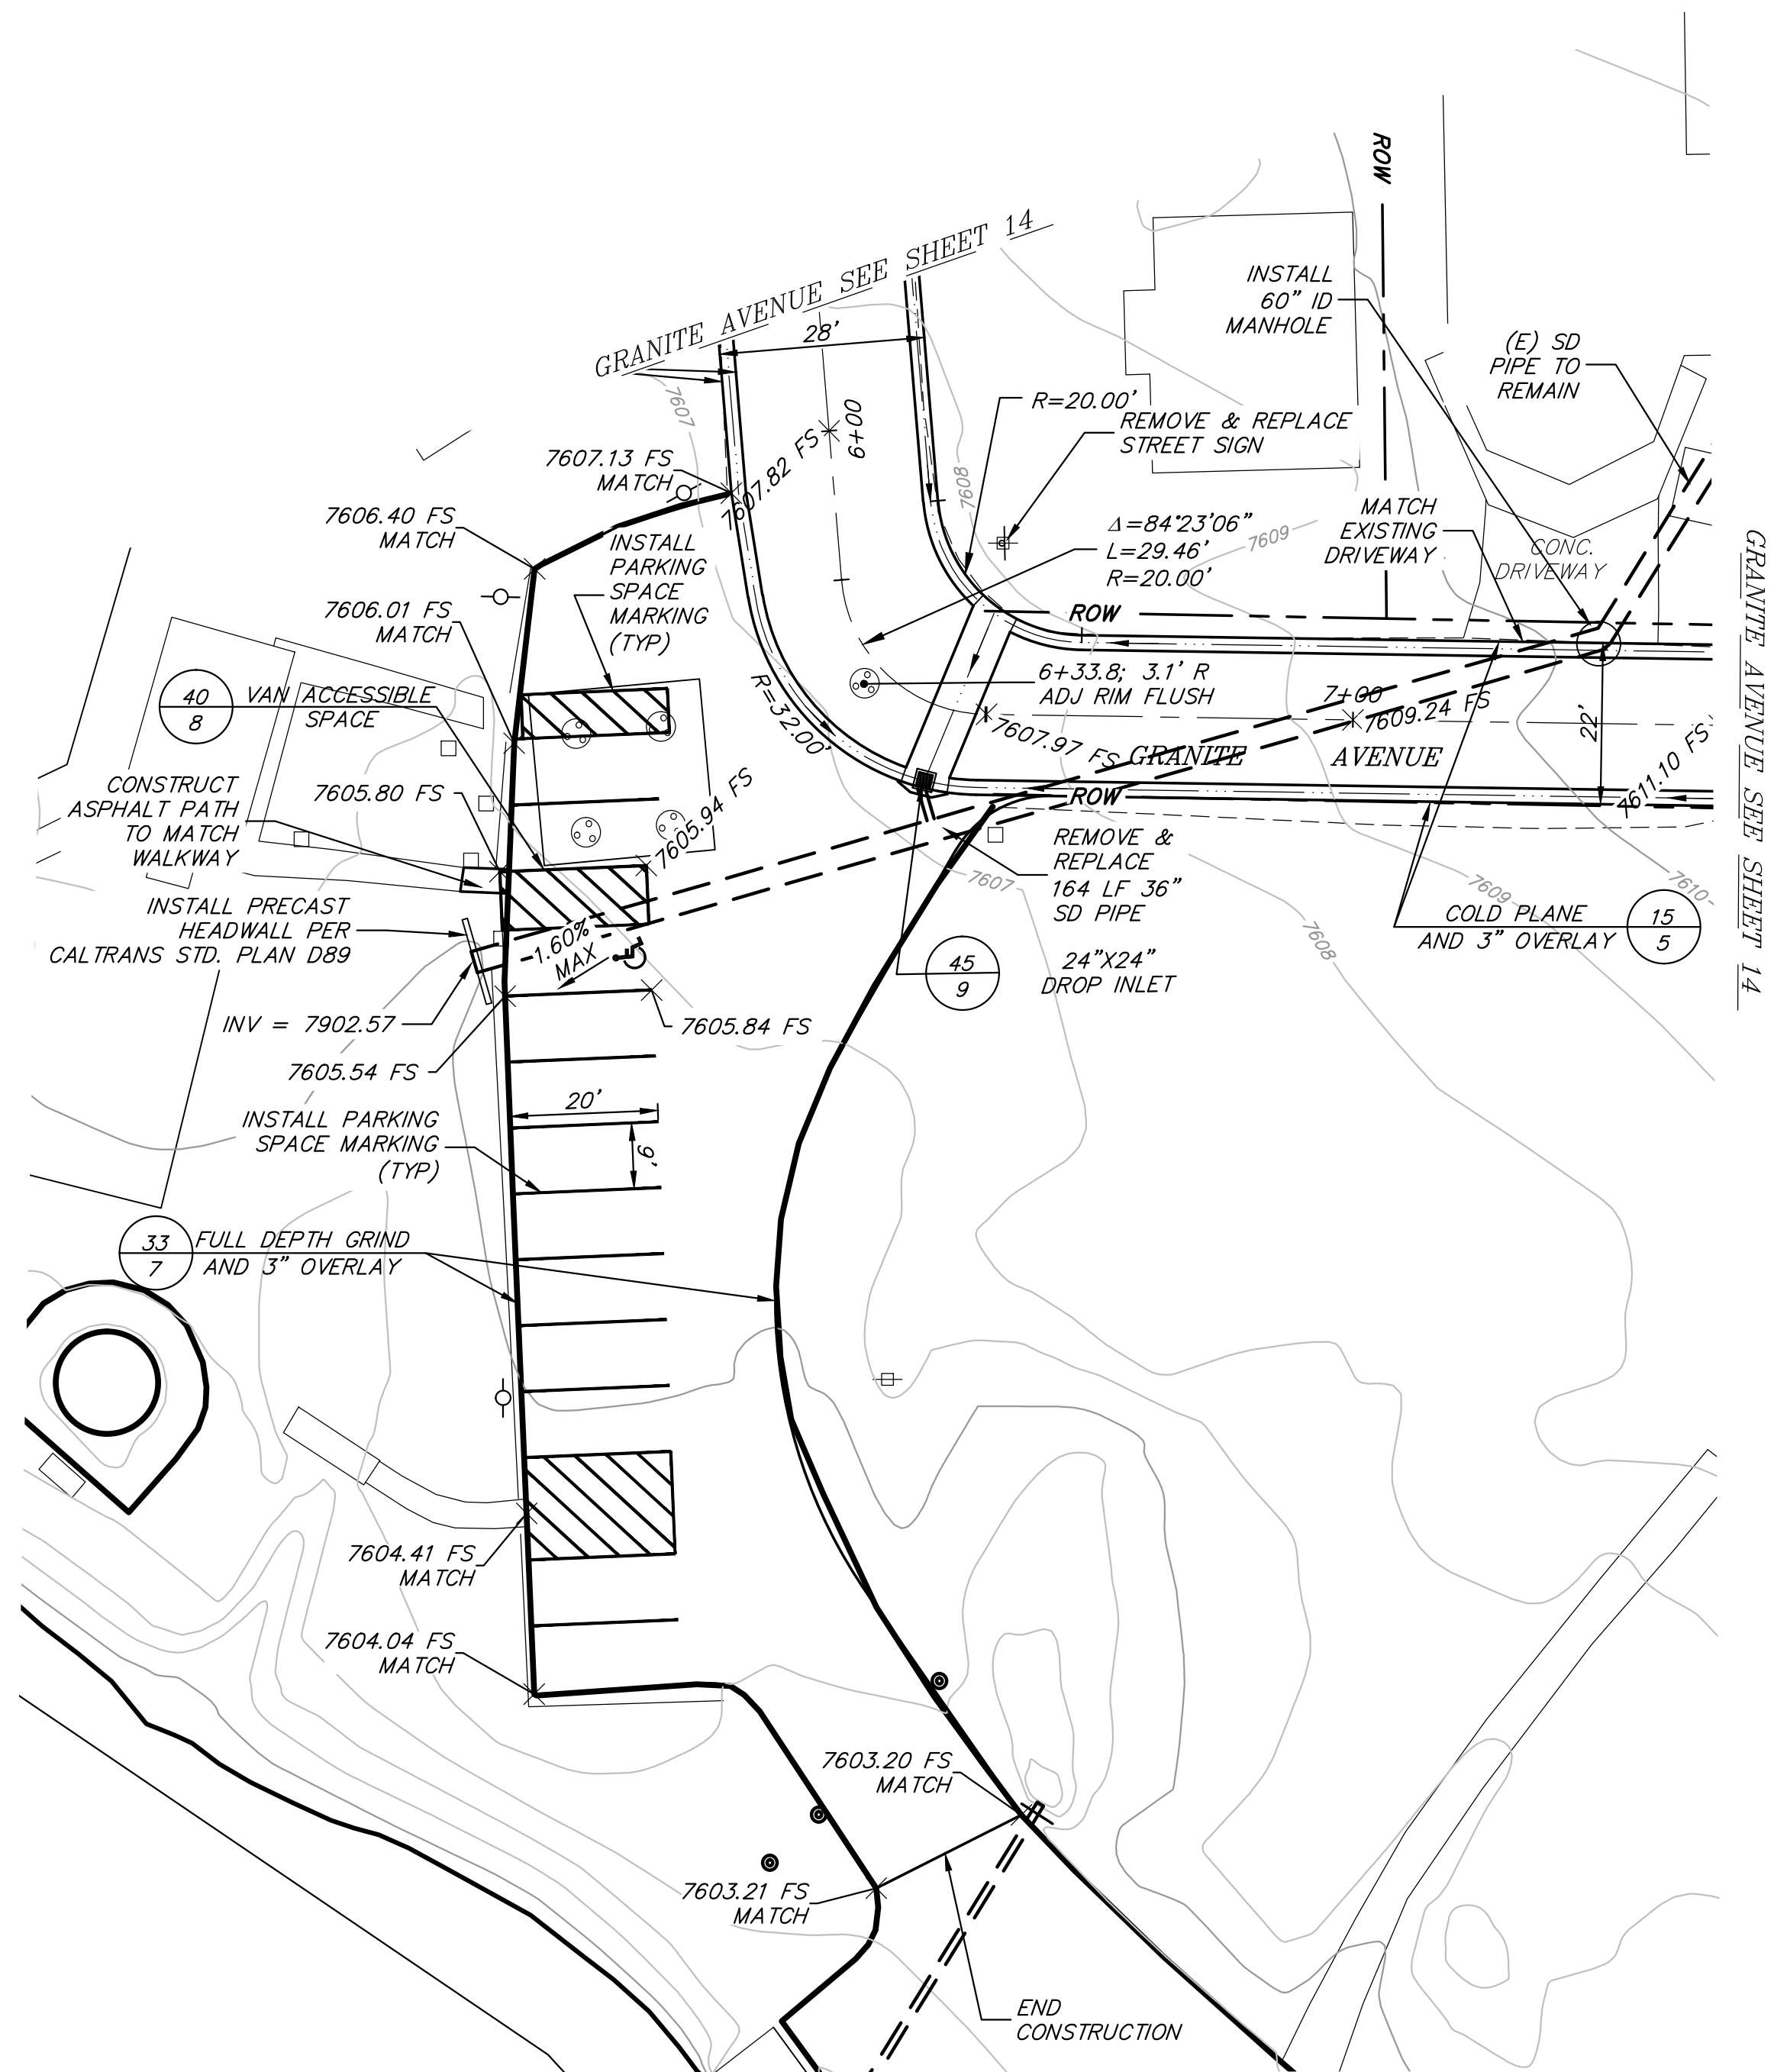 ROW
GRANITE AVENUE SEE SHEET 14
28'
INSTALL
60" ID
MANHOLE
(E) SD
PIPE TO
REMAIN
7607
R=20.00'
REMOVE & REPLACE
STREET SIGN
6+00
7607.82 FS
7607.13 FS
MATCH
7608
7606.40 FS
MATCH
INSTALL
PARKING
SPACE
MARKING
(TYP)
Δ=84°23'06"
L=29.46'
R=20.00'
7609
MATCH
EXISTING
DRIVEWAY
CONC.
DRIVEWAY
GRANITE AVENUE SEE SHEET 14
7606.01 FS
MATCH
ROW
40
8
VAN ACCESSIBLE
SPACE
R=32.00'
6+33.8; 3.1' R
ADJ RIM FLUSH
7+00
7609.24 FS
22'
7607.97 FS
GRANITE AVENUE
7611.10 FS
CONSTRUCT
ASPHALT PATH
TO MATCH
WALKWAY
7605.80 FS
7605.94 FS
ROW
REMOVE &
REPLACE
164 LF 36"
SD PIPE
7607
7609
7610
INSTALL PRECAST
HEADWALL PER
CALTRANS STD. PLAN D89
-1.60%
MAX
7608
COLD PLANE
AND 3" OVERLAY
15
5
45
9
24"X24"
DROP INLET
INV = 7902.57
7605.84 FS
7605.54 FS
20'
INSTALL PARKING
SPACE MARKING
(TYP)
9'
33
7
FULL DEPTH GRIND
AND 3" OVERLAY
7604.41 FS
MATCH
7604.04 FS
MATCH
7603.20 FS
MATCH
7603.21 FS
MATCH
END
CONSTRUCTION